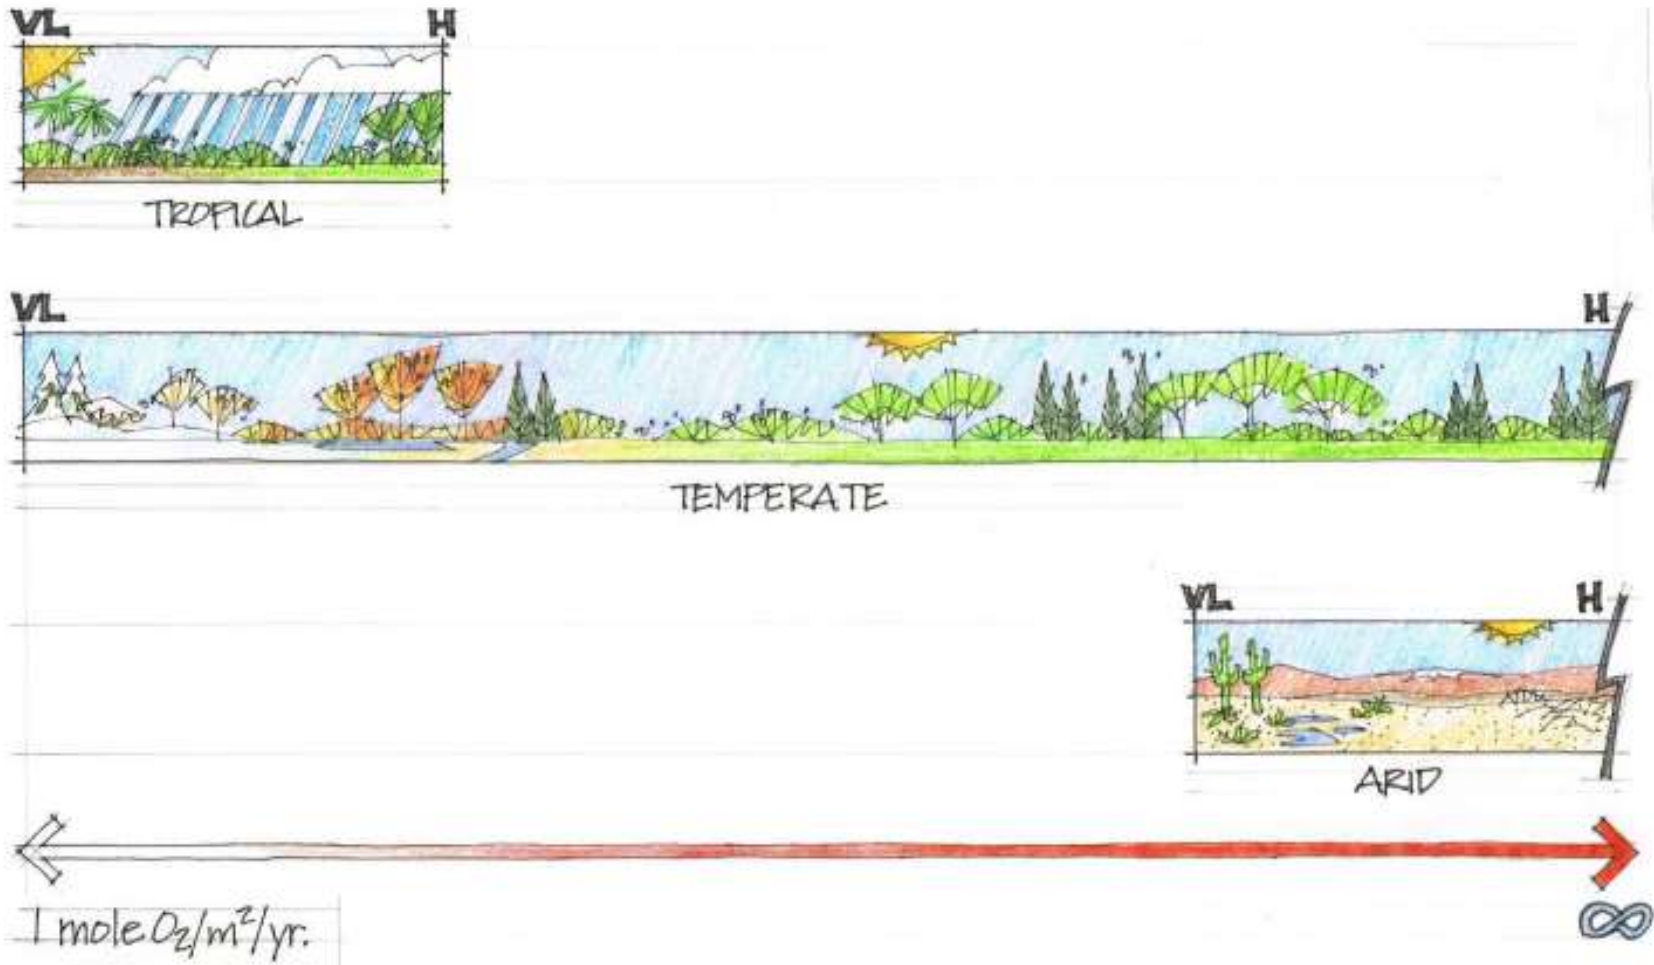 VL H
TROPICAL
VL H
TEMPERATE
VL H
ARID
1 mole O₂/m²/yr.
∞